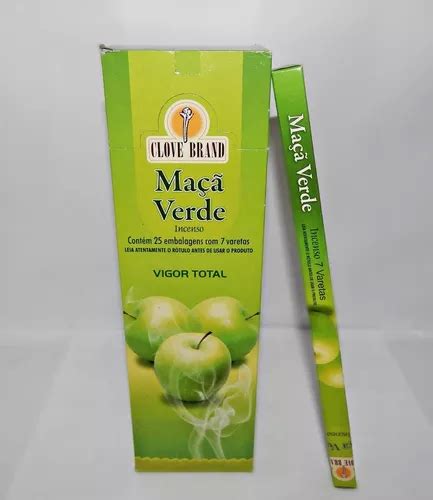 CLOVE BRAND
Maçã
Verde
Incenso
Contém 25 embalagens com 7 varetas
LEIA ATENTAMENTE O RÓTULO ANTES DE USAR O PRODUTO
VIGOR TOTAL
Maçã Verde
Incenso 7 Varetas